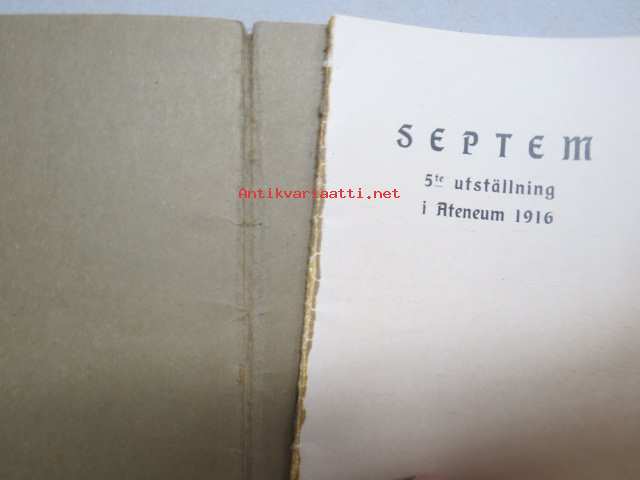 SEPTEM
5te utställning
i Ateneum 1916
Antikvariaatti.net